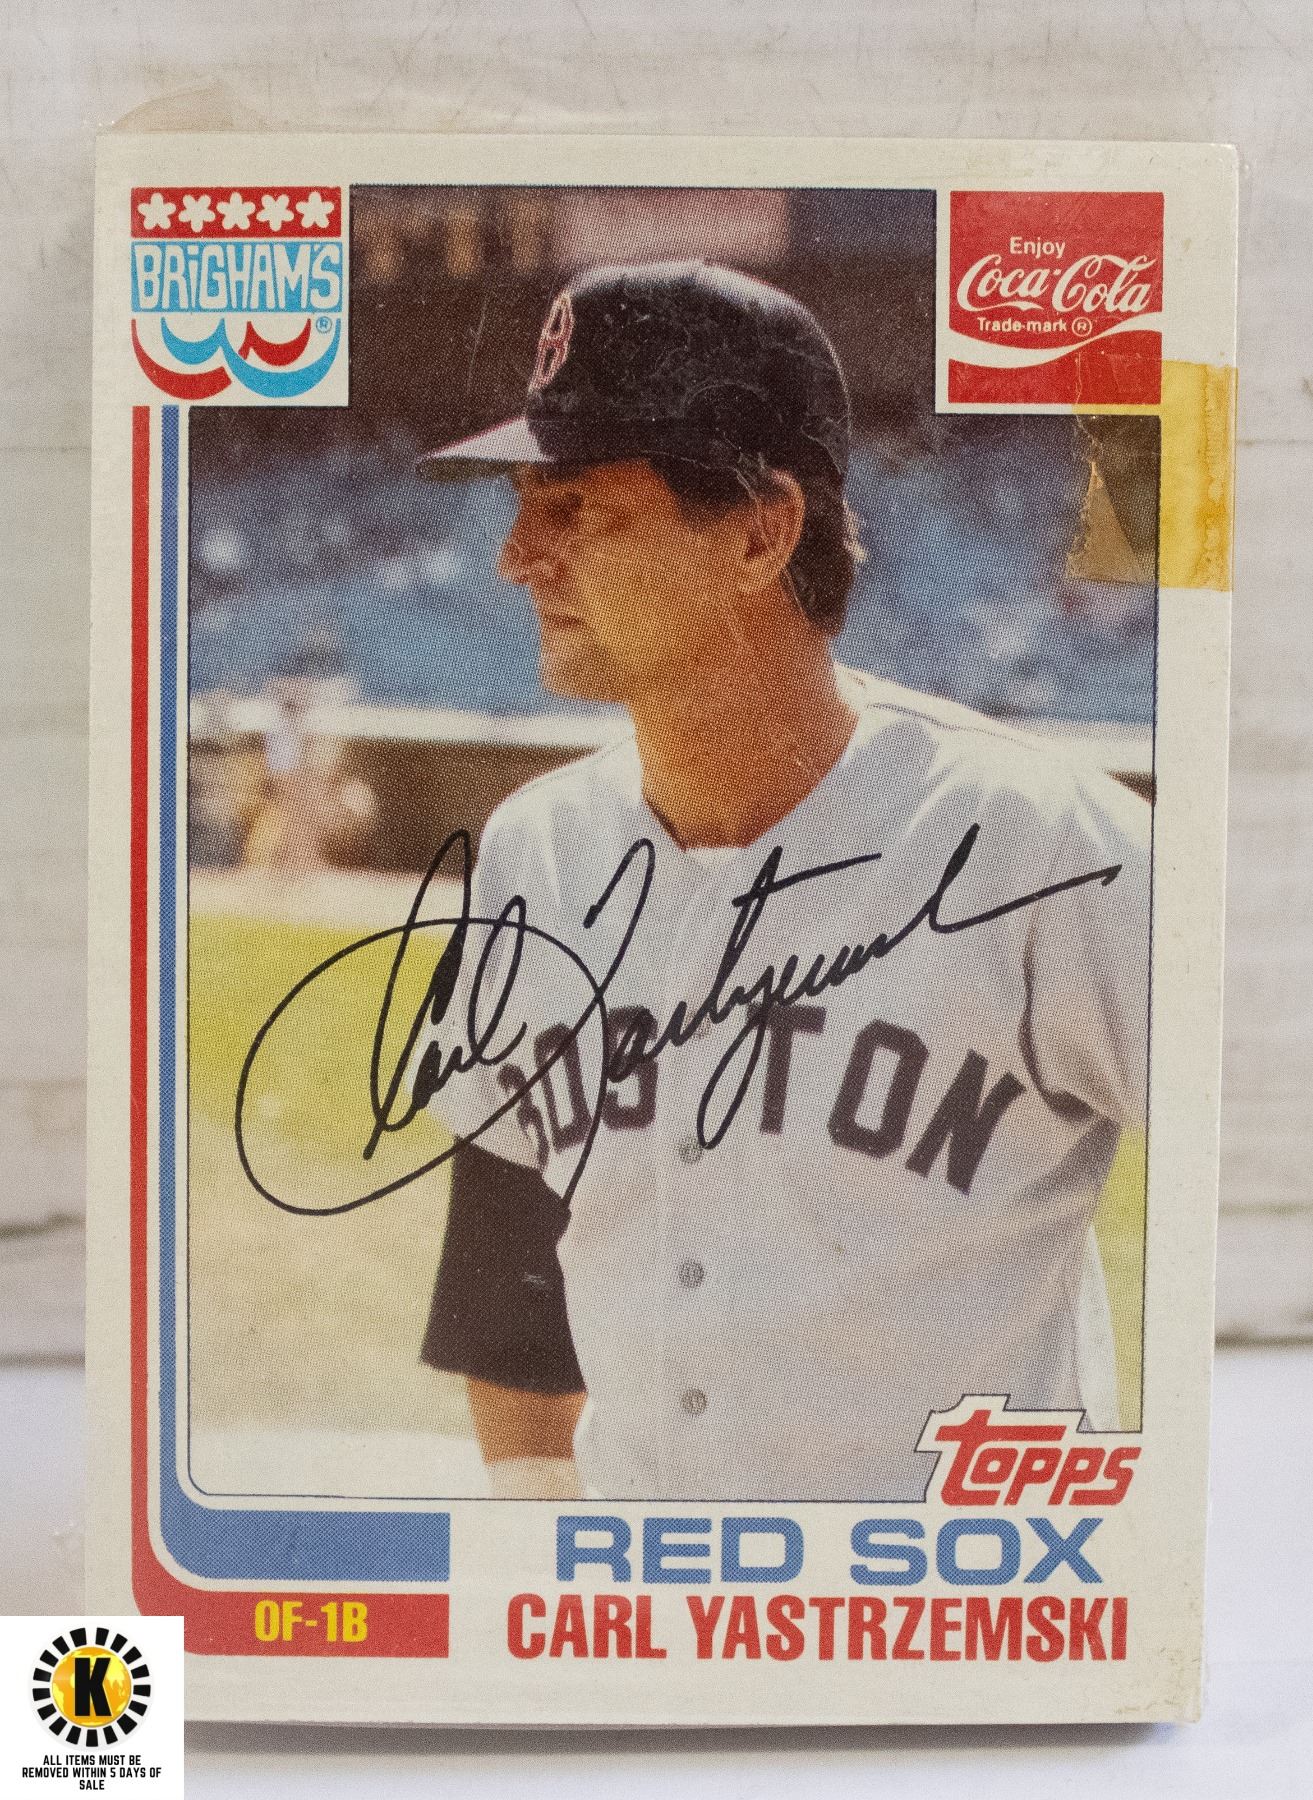 BRIGHAM'S
®
Enjoy
Coca-Cola
Trade-mark ®
B
Carl Yastrzemski
BOSTON
topps
RED SOX
OF-1B
CARL YASTRZEMSKI
K
ALL ITEMS MUST BE
REMOVED WITHIN 5 DAYS OF
SALE